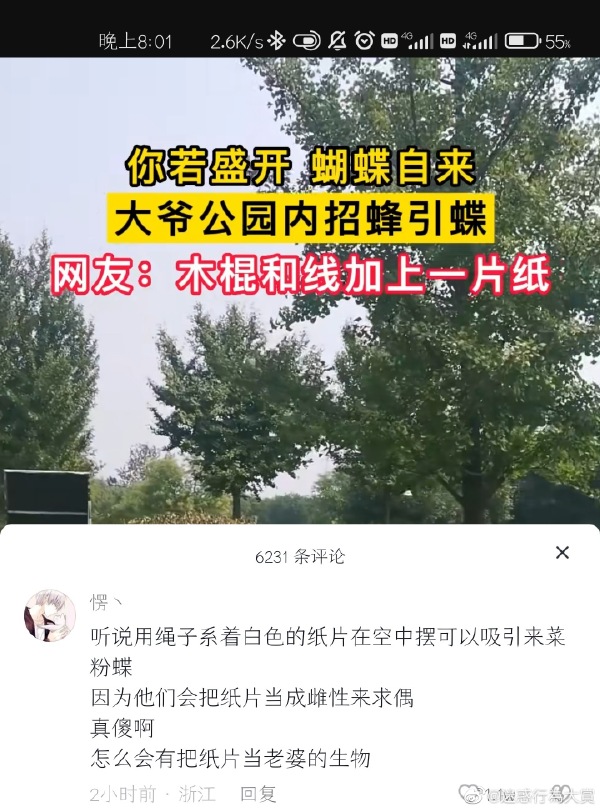 晚上8:01 2.6K/s HD 4G HD 4G 55%
你若盛开 蝴蝶自来
大爷公园内招蜂引蝶
网友：木棍和线加上一片纸
6231 条评论
愣丶
听说用绳子系着白色的纸片在空中摆可以吸引来菜
粉蝶
因为他们会把纸片当成雌性来求偶
真傻啊
怎么会有把纸片当老婆的生物
2小时前 · 浙江 回复